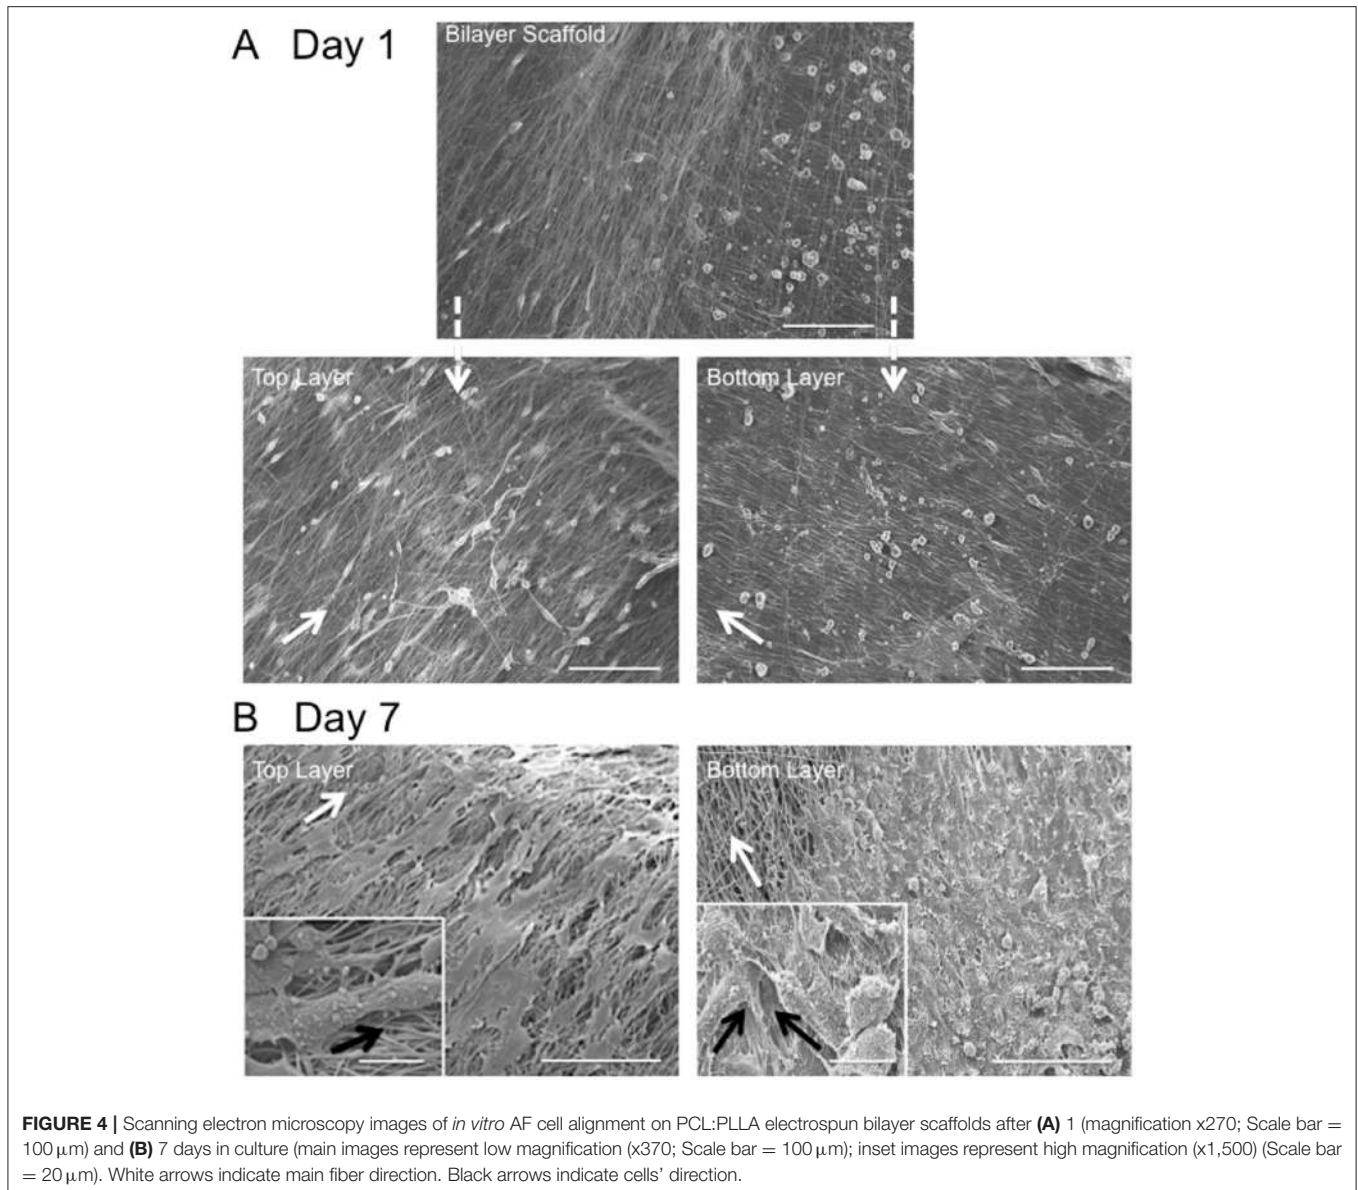 A Day 1
Bilayer Scaffold
Top Layer
Bottom Layer
B Day 7
Top Layer
Bottom Layer
FIGURE 4 | Scanning electron microscopy images of in vitro AF cell alignment on PCL:PLLA electrospun bilayer scaffolds after (A) 1 (magnification x270; Scale bar =
100 μm) and (B) 7 days in culture (main images represent low magnification (x370; Scale bar = 100 μm); inset images represent high magnification (x1,500) (Scale bar
= 20 μm). White arrows indicate main fiber direction. Black arrows indicate cells’ direction.